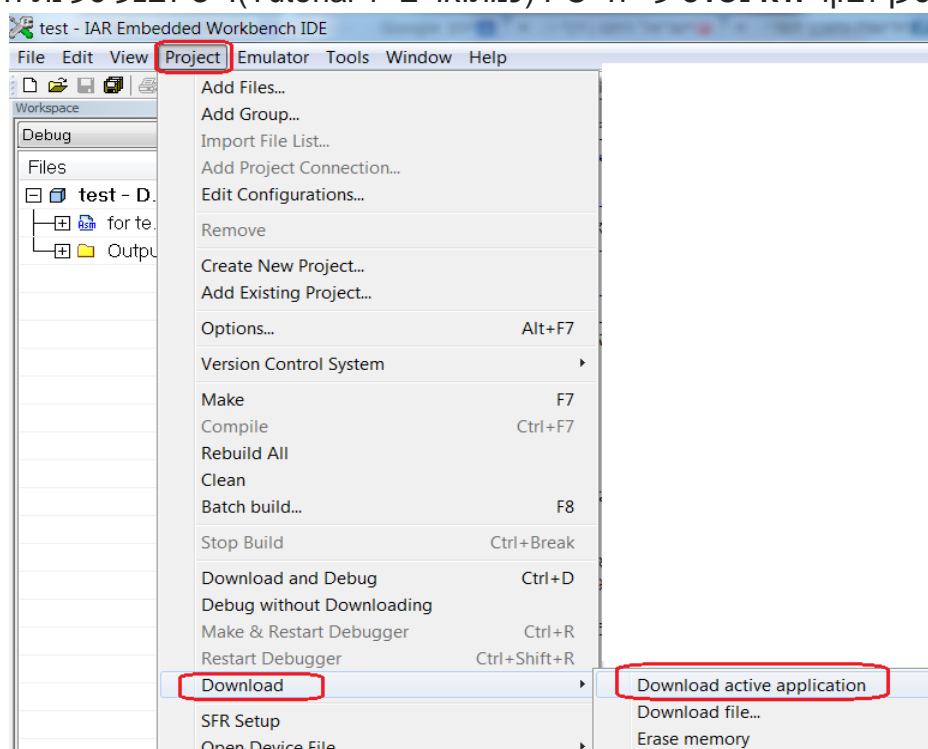 Tutorial
test - IAR Embedded Workbench IDE
File Edit View Project Emulator Tools Window Help
Workspace
Debug
Files
test - D.
for te.
Outpu
Add Files...
Add Group...
Import File List...
Add Project Connection...
Edit Configurations...
Remove
Create New Project...
Add Existing Project...
Options... Alt+F7
Version Control System
Make F7
Compile Ctrl+F7
Rebuild All
Clean
Batch build... F8
Stop Build Ctrl+Break
Download and Debug Ctrl+D
Debug without Downloading
Make & Restart Debugger Ctrl+R
Restart Debugger Ctrl+Shift+R
Download
SFR Setup
Open Device File
Download active application
Download file...
Erase memory